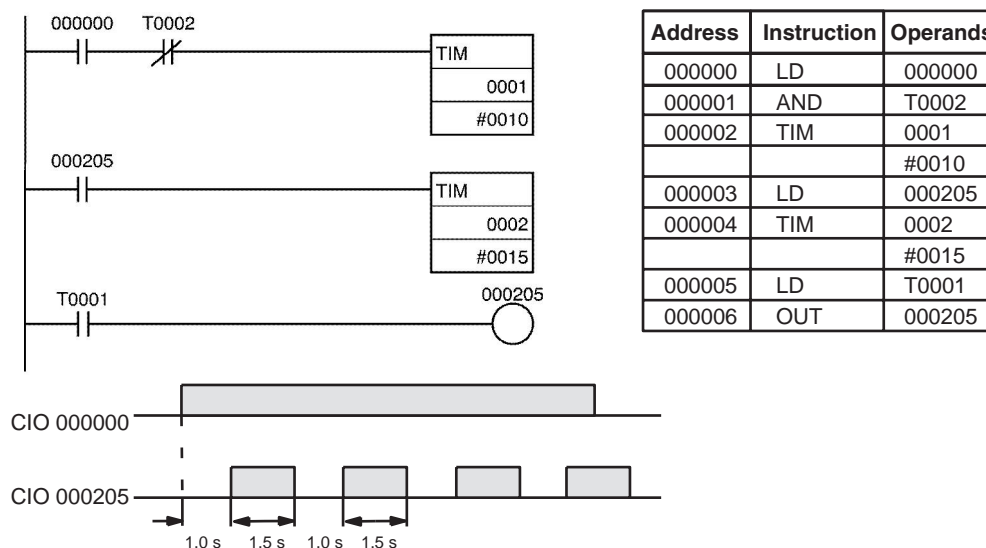 000000 T0002
TIM
0001
#0010
000205
TIM
0002
#0015
T0001 000205
Address Instruction Operands
000000 LD 000000
000001 AND T0002
000002 TIM 0001
#0010
000003 LD 000205
000004 TIM 0002
#0015
000005 LD T0001
000006 OUT 000205
CIO 000000
CIO 000205
1.0 s 1.5 s 1.0 s 1.5 s